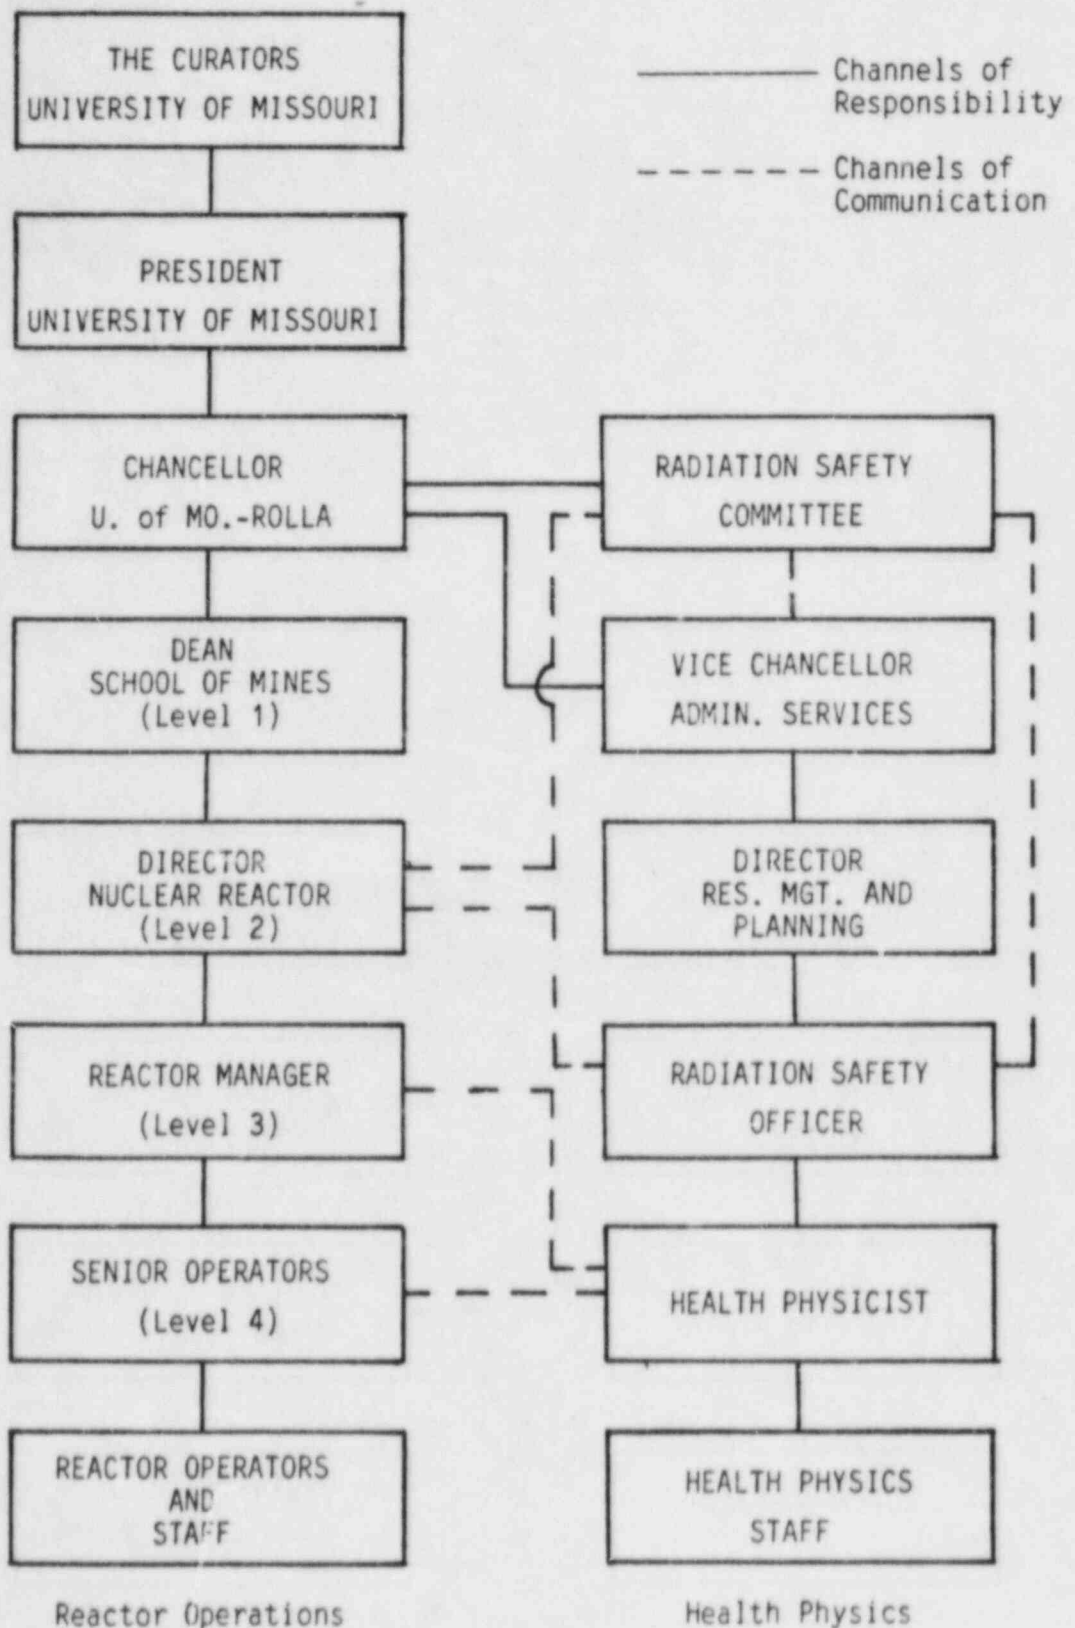 THE CURATORS
UNIVERSITY OF MISSOURI
Channels of
Responsibility
Channels of
Communication
PRESIDENT
UNIVERSITY OF MISSOURI
CHANCELLOR
U. of MO.-ROLLA
RADIATION SAFETY
COMMITTEE
DEAN
SCHOOL OF MINES
(Level 1)
VICE CHANCELLOR
ADMIN. SERVICES
DIRECTOR
NUCLEAR REACTOR
(Level 2)
DIRECTOR
RES. MGT. AND
PLANNING
REACTOR MANAGER
(Level 3)
RADIATION SAFETY
OFFICER
SENIOR OPERATORS
(Level 4)
HEALTH PHYSICIST
REACTOR OPERATORS
AND
STAFF
HEALTH PHYSICS
STAFF
Reactor Operations
Health Physics